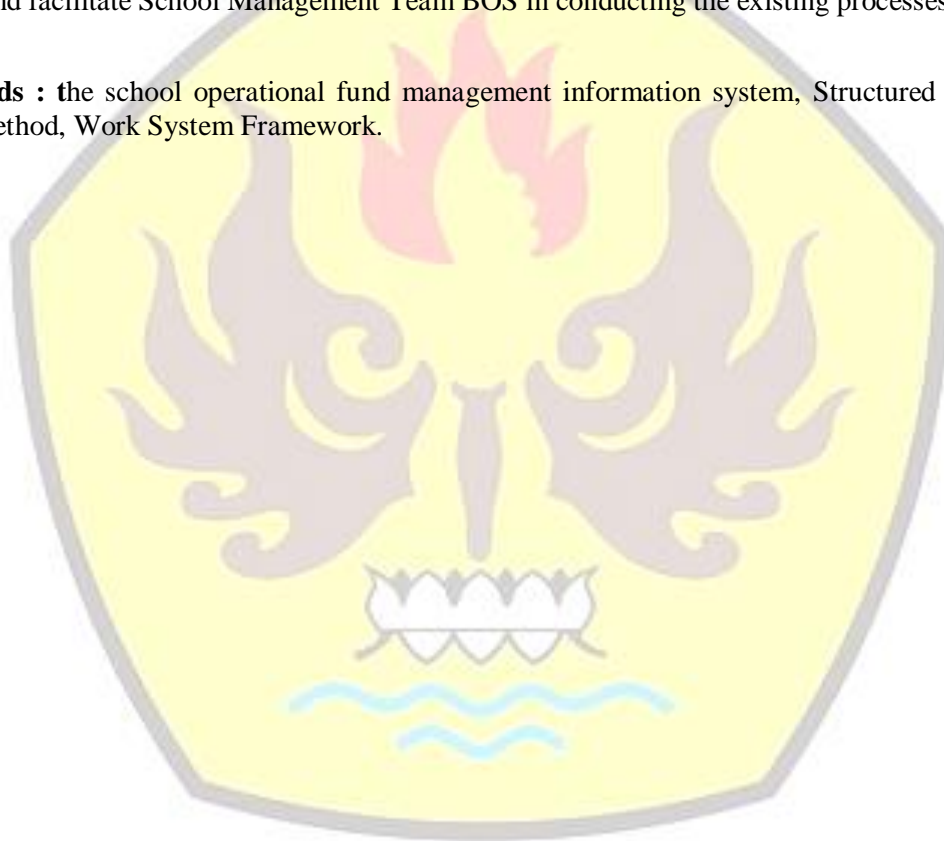 nd facilitate School Management Team BOS in conducting the existing processes
ds : the school operational fund management information system, Structured
ethod, Work System Framework.